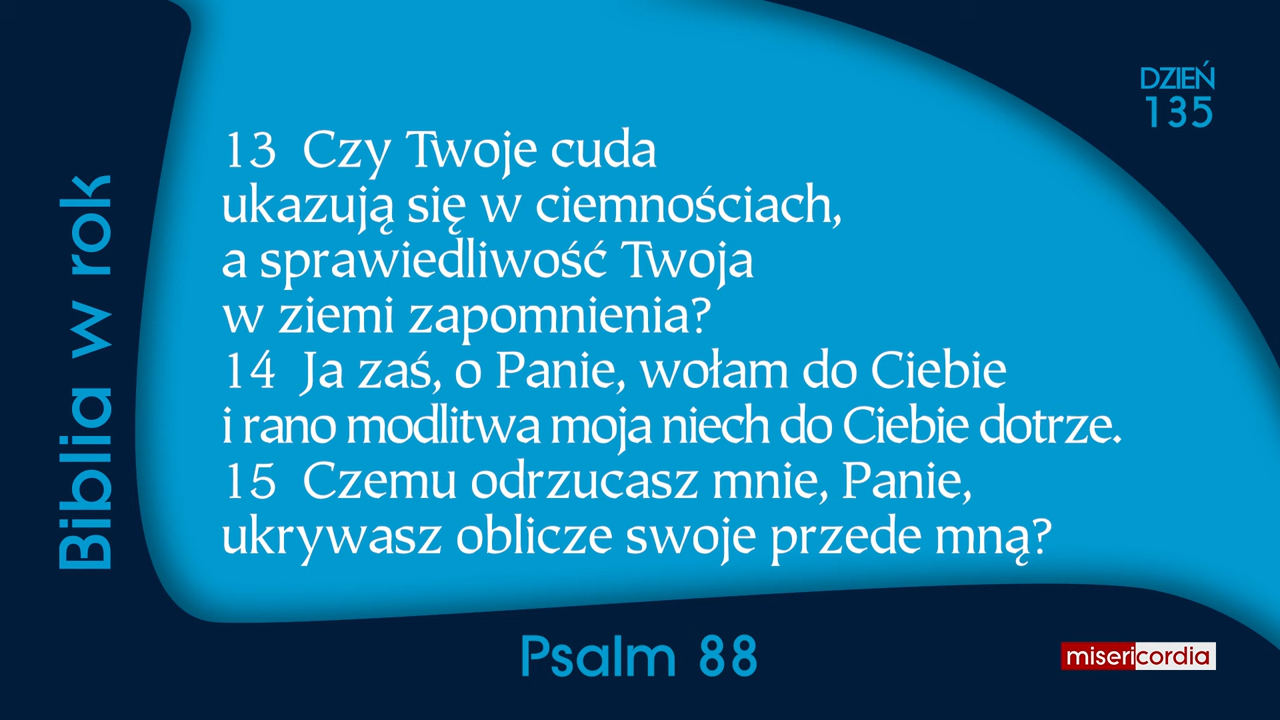 DZIEŃ
135
13 Czy Twoje cuda
ukazują się w ciemnościach,
a sprawiedliwość Twoja
w ziemi zapomnienia?
14 Ja zaś, o Panie, wołam do Ciebie
i rano modlitwa moja niech do Ciebie dotrze.
15 Czemu odrzucasz mnie, Panie,
ukrywasz oblicze swoje przede mną?
Biblia w rok
Psalm 88
misericordia